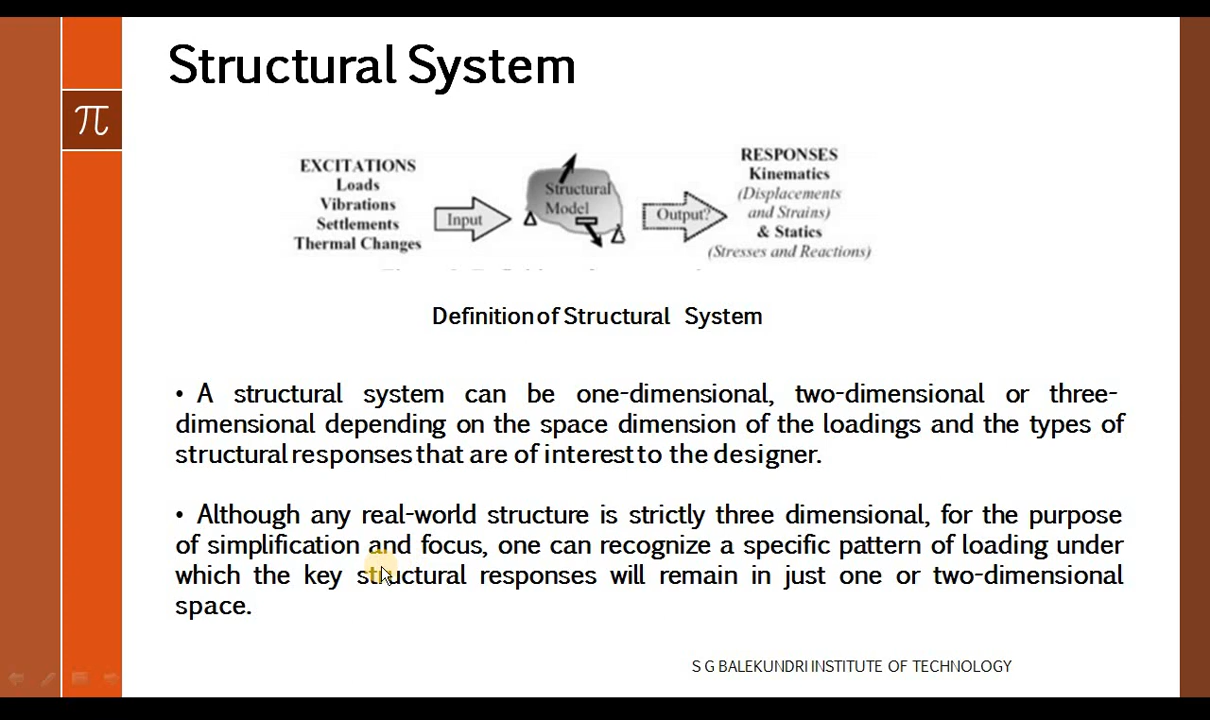 Structural System
π
EXCITATIONS
Loads
Vibrations
Settlements
Thermal Changes
Input
Structural
Model
Output?
RESPONSES
Kinematics
(Displacements
and Strains)
& Statics
(Stresses and Reactions)
Definition of Structural System
• A structural system can be one-dimensional, two-dimensional or three-
dimensional depending on the space dimension of the loadings and the types of
structural responses that are of interest to the designer.
• Although any real-world structure is strictly three dimensional, for the purpose
of simplification and focus, one can recognize a specific pattern of loading under
which the key structural responses will remain in just one or two-dimensional
space.
S G BALEKUNDRI INSTITUTE OF TECHNOLOGY